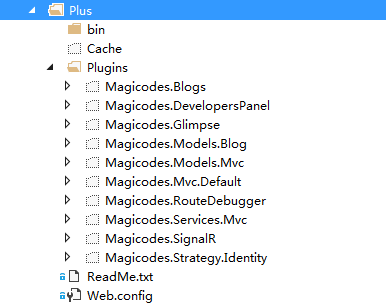 Plus
bin
Cache
Plugins
Magicodes.Blogs
Magicodes.DevelopersPanel
Magicodes.Glimpse
Magicodes.Models.Blog
Magicodes.Models.Mvc
Magicodes.Mvc.Default
Magicodes.RouteDebugger
Magicodes.Services.Mvc
Magicodes.SignalR
Magicodes.Strategy.Identity
ReadMe.txt
Web.config